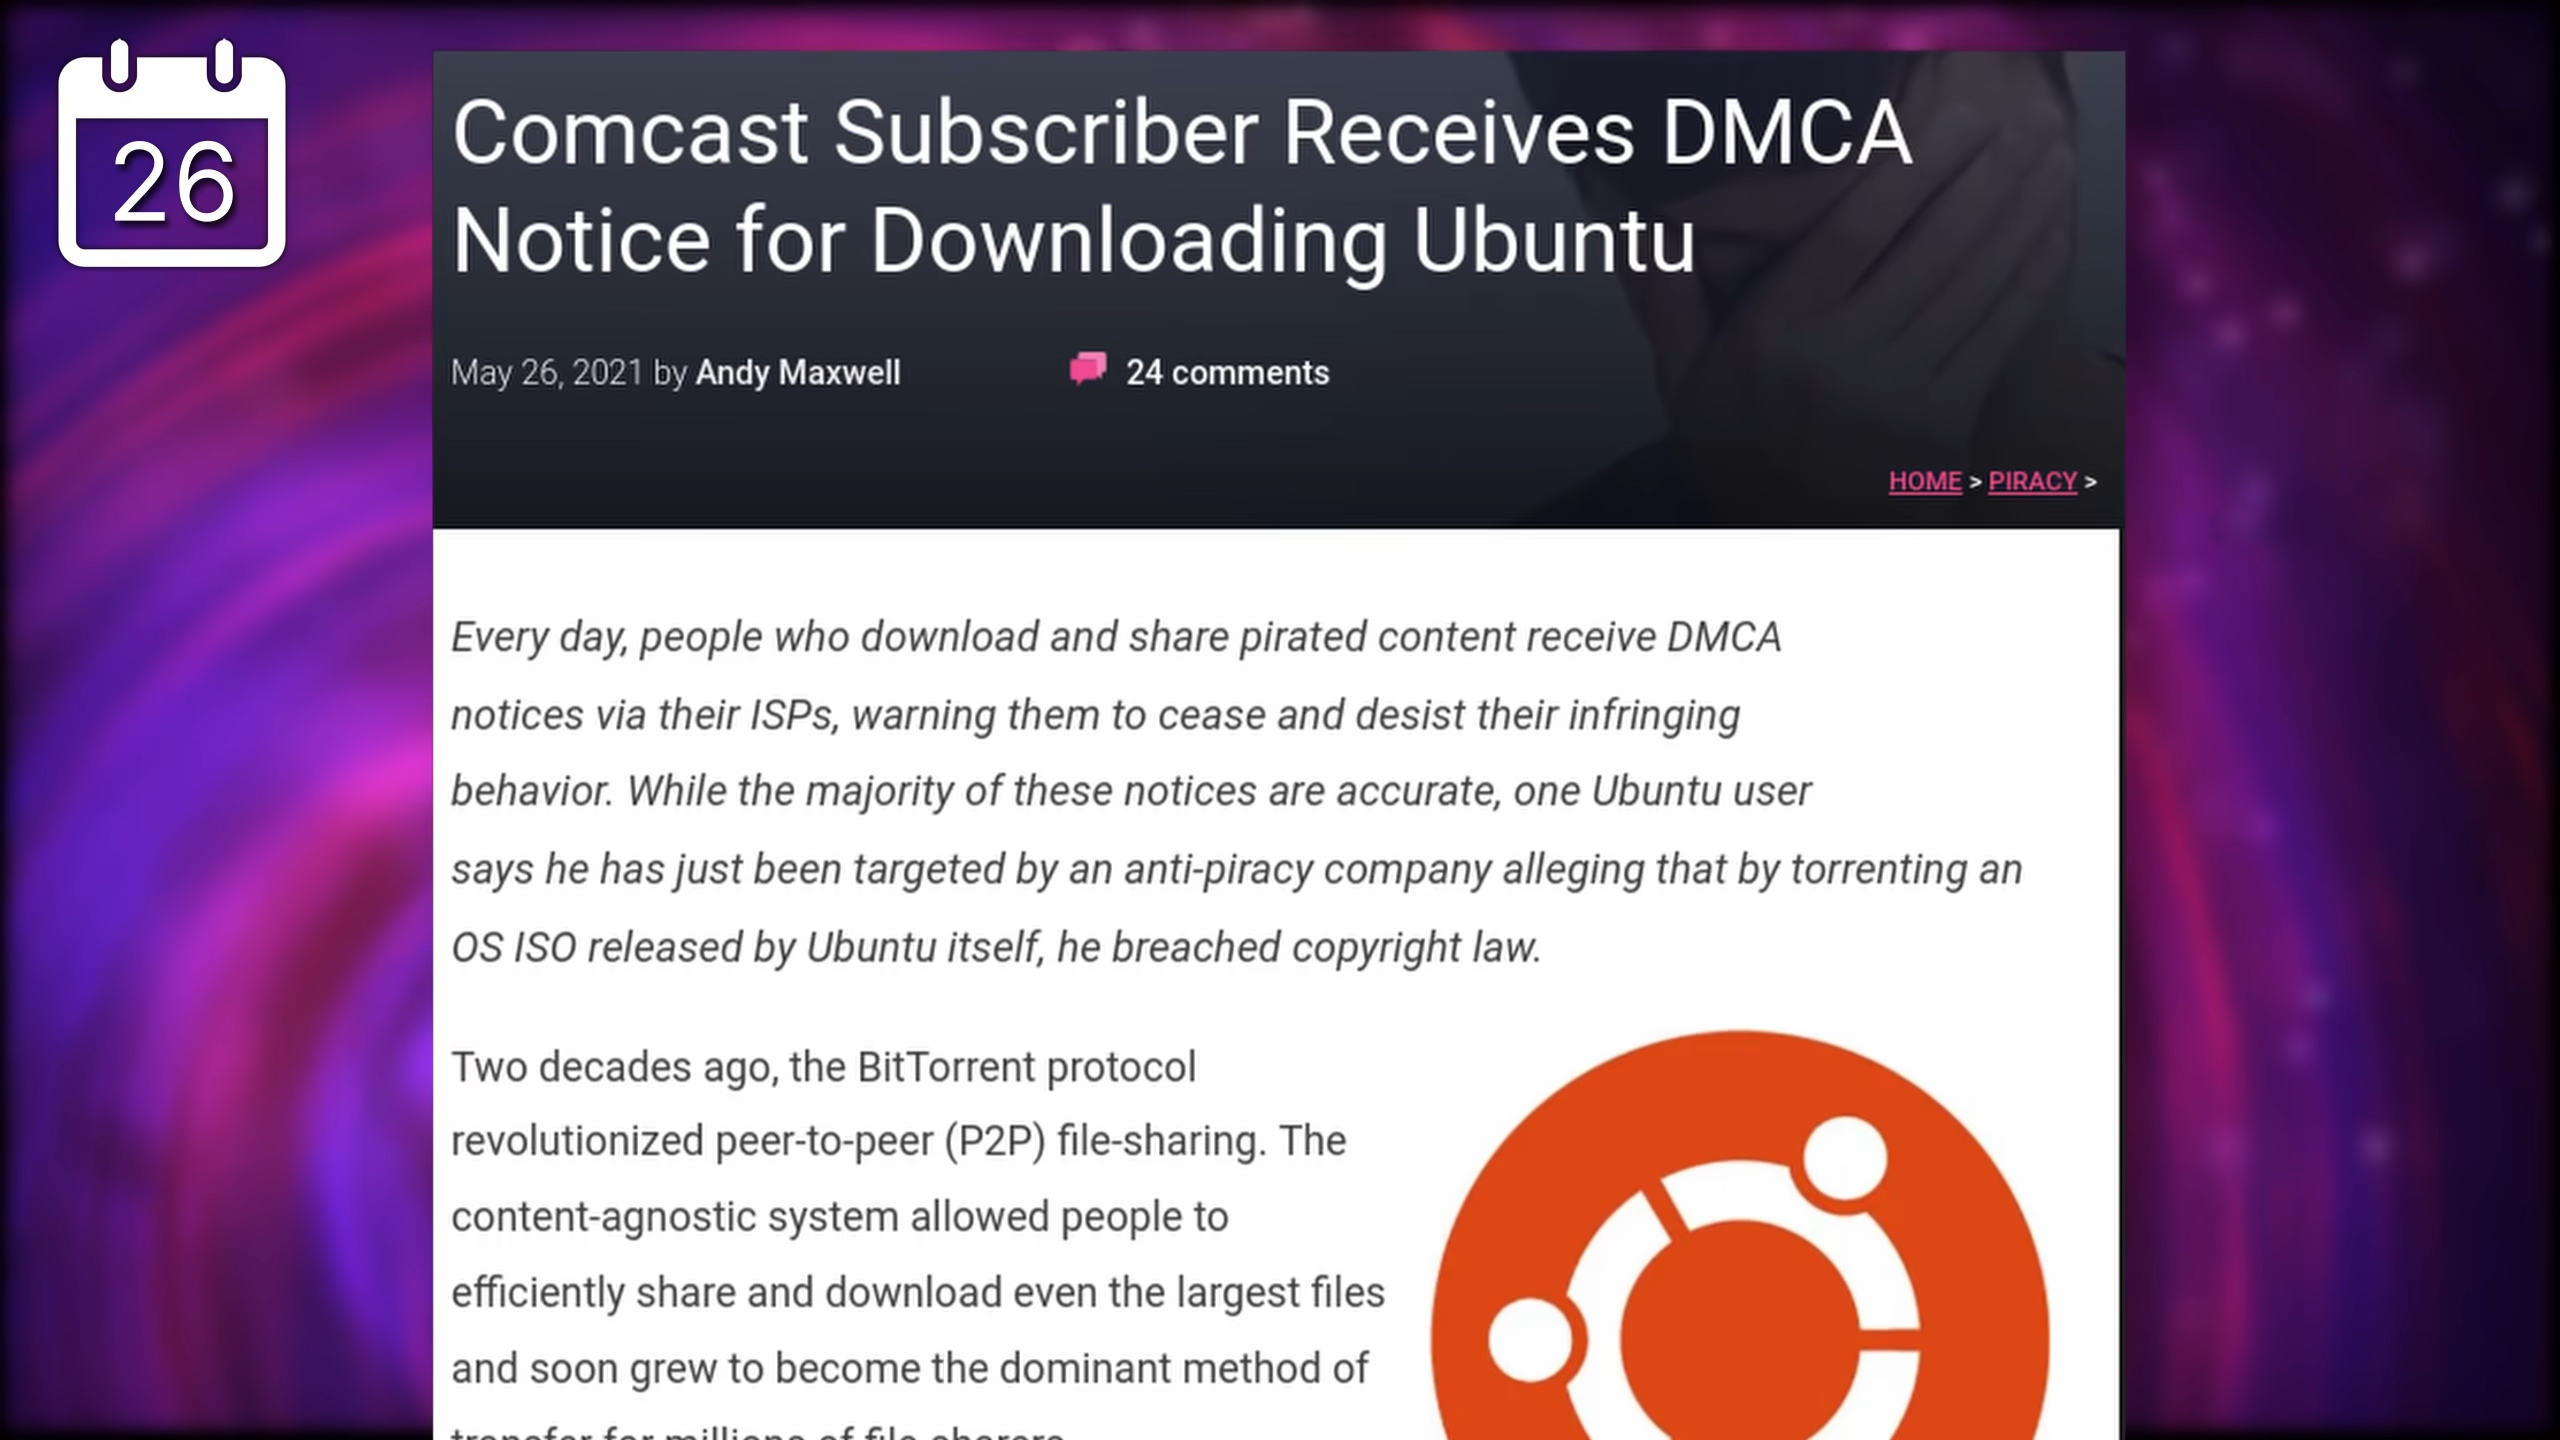 26
Comcast Subscriber Receives DMCA
Notice for Downloading Ubuntu
May 26, 2021 by Andy Maxwell
24 comments
HOME > PIRACY >
Every day, people who download and share pirated content receive DMCA
notices via their ISPs, warning them to cease and desist their infringing
behavior. While the majority of these notices are accurate, one Ubuntu user
says he has just been targeted by an anti-piracy company alleging that by torrenting an
OS ISO released by Ubuntu itself, he breached copyright law.
Two decades ago, the BitTorrent protocol
revolutionized peer-to-peer (P2P) file-sharing. The
content-agnostic system allowed people to
efficiently share and download even the largest files
and soon grew to become the dominant method of
transfer for millions of file-sharers